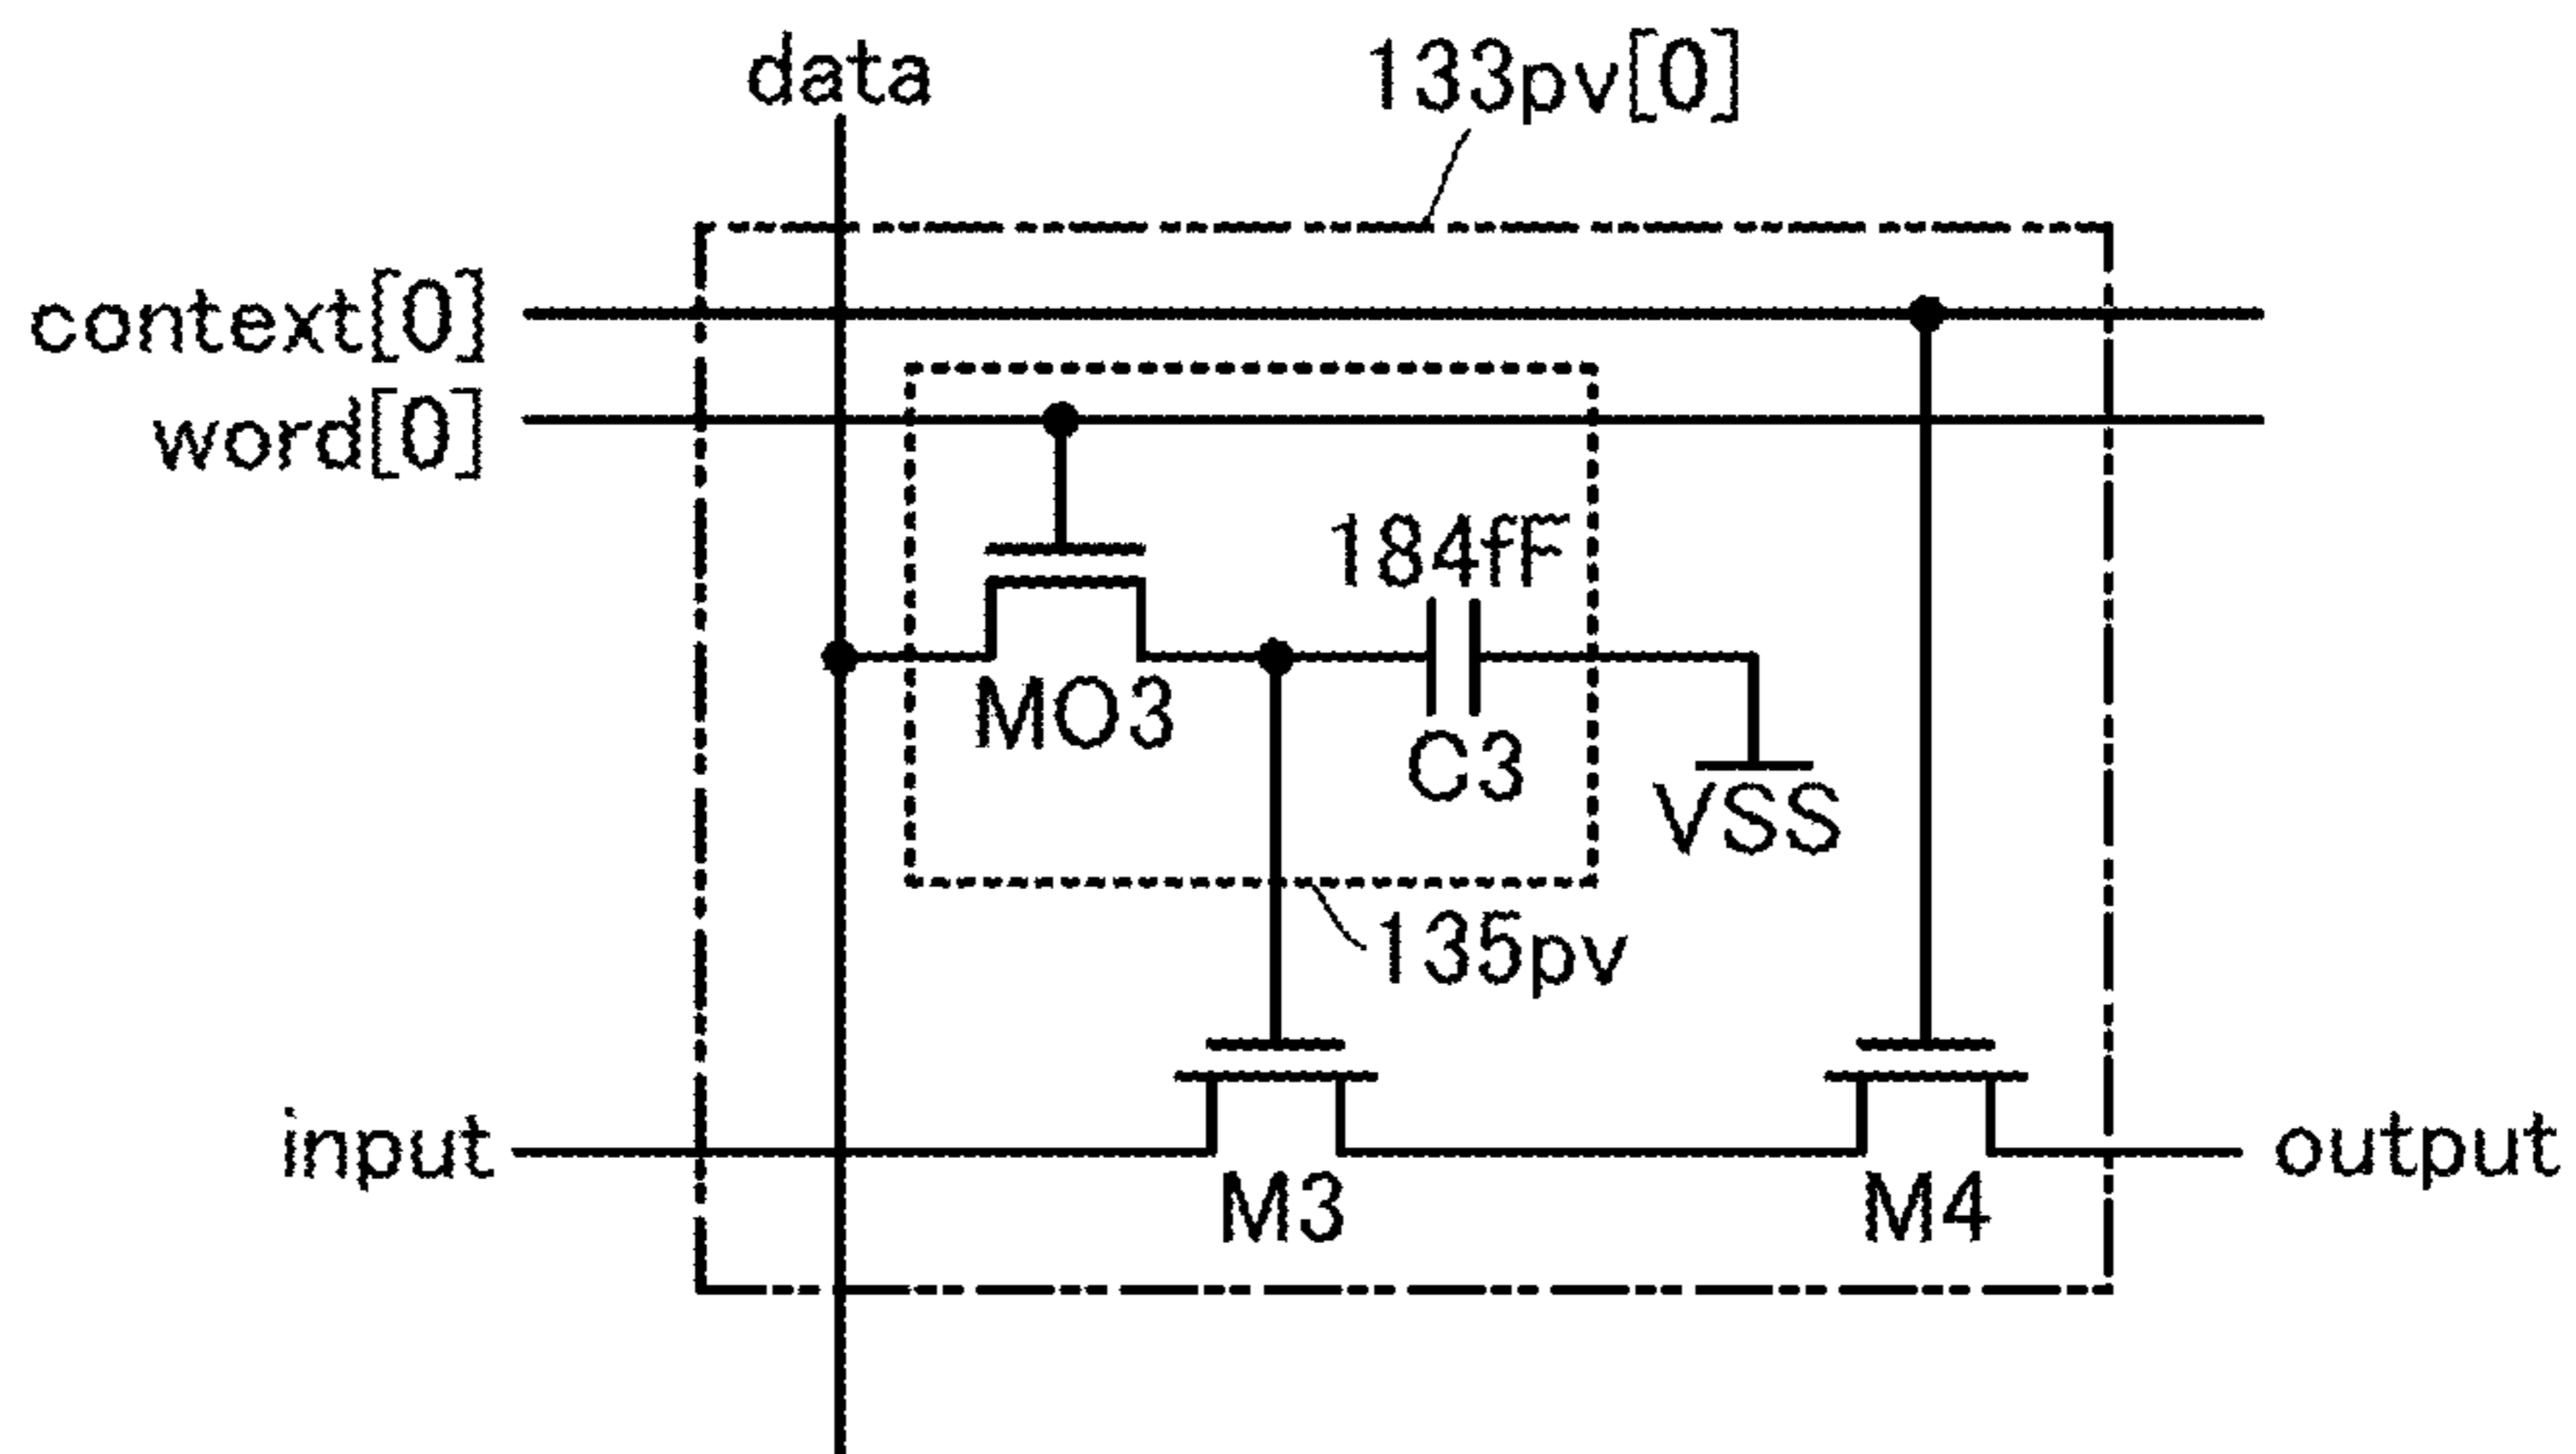 data
133pv[0]
context[0]
word[0]
184fF
MO3
C3
VSS
135pv
input
output
M3
M4